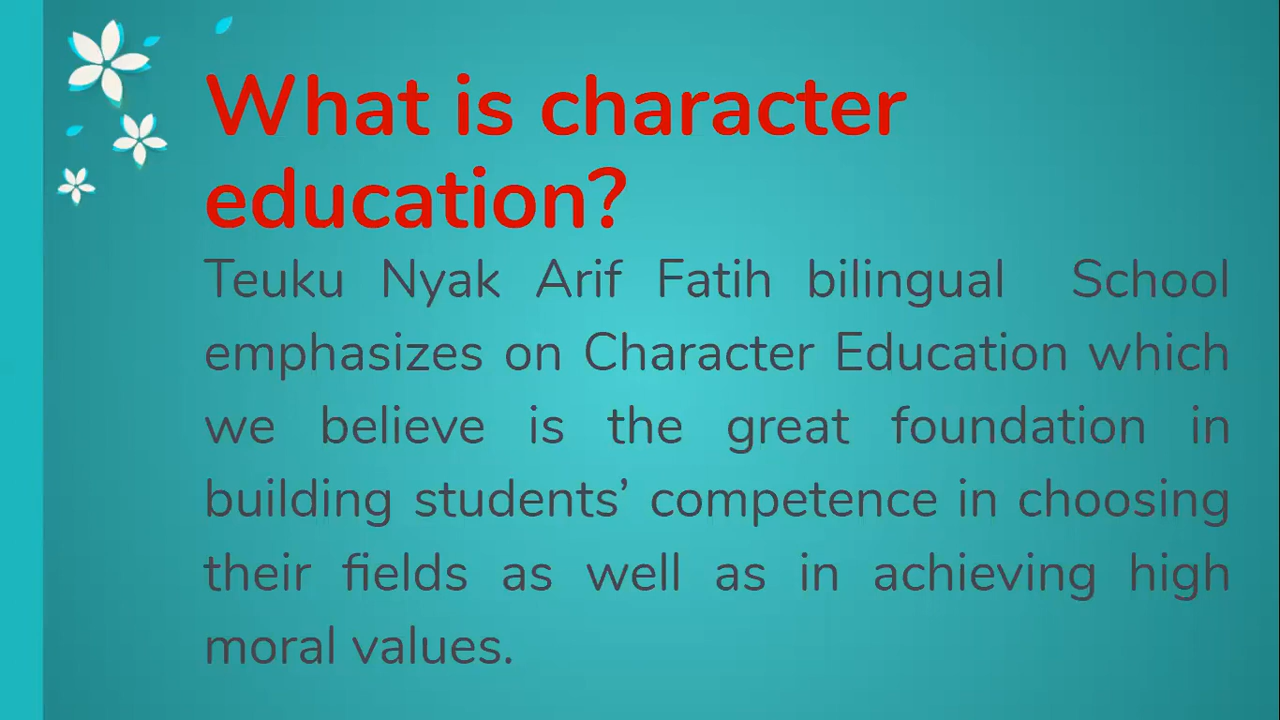 What is character
education?
Teuku Nyak Arif Fatih bilingual School
emphasizes on Character Education which
we believe is the great foundation in
building students’ competence in choosing
their fields as well as in achieving high
moral values.